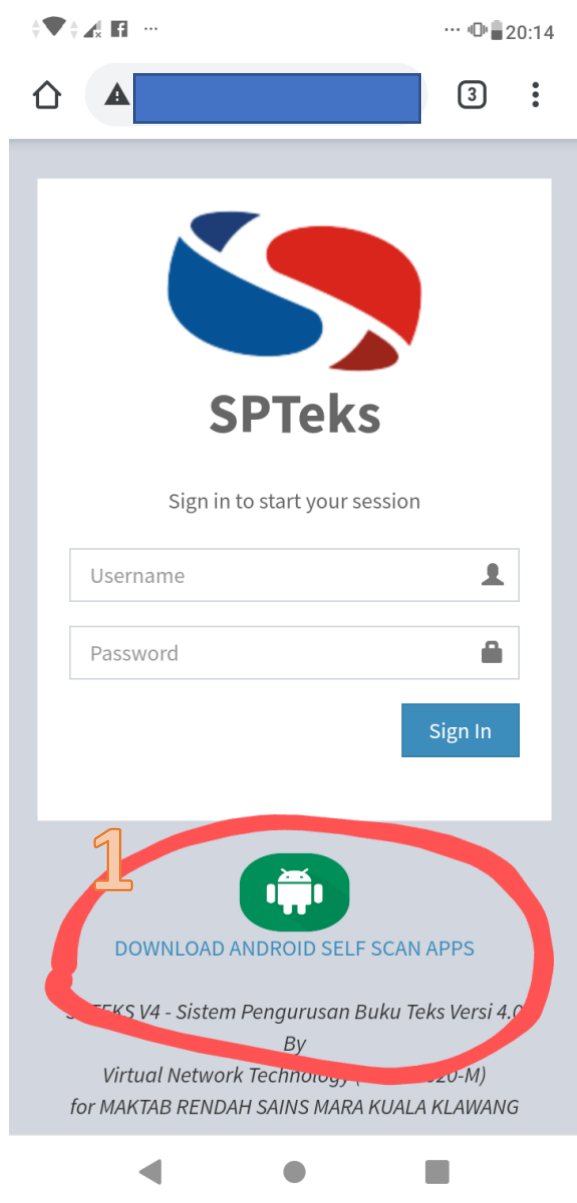 20:14
3
SPTeks
Sign in to start your session
Username
Password
Sign In
1
DOWNLOAD ANDROID SELF SCAN APPS
V4 - Sistem Pengurusan Buku Teks Versi 4.0
By
Virtual Network Technology
for MAKTAB RENDAH SAINS MARA KUALA KLAWANG